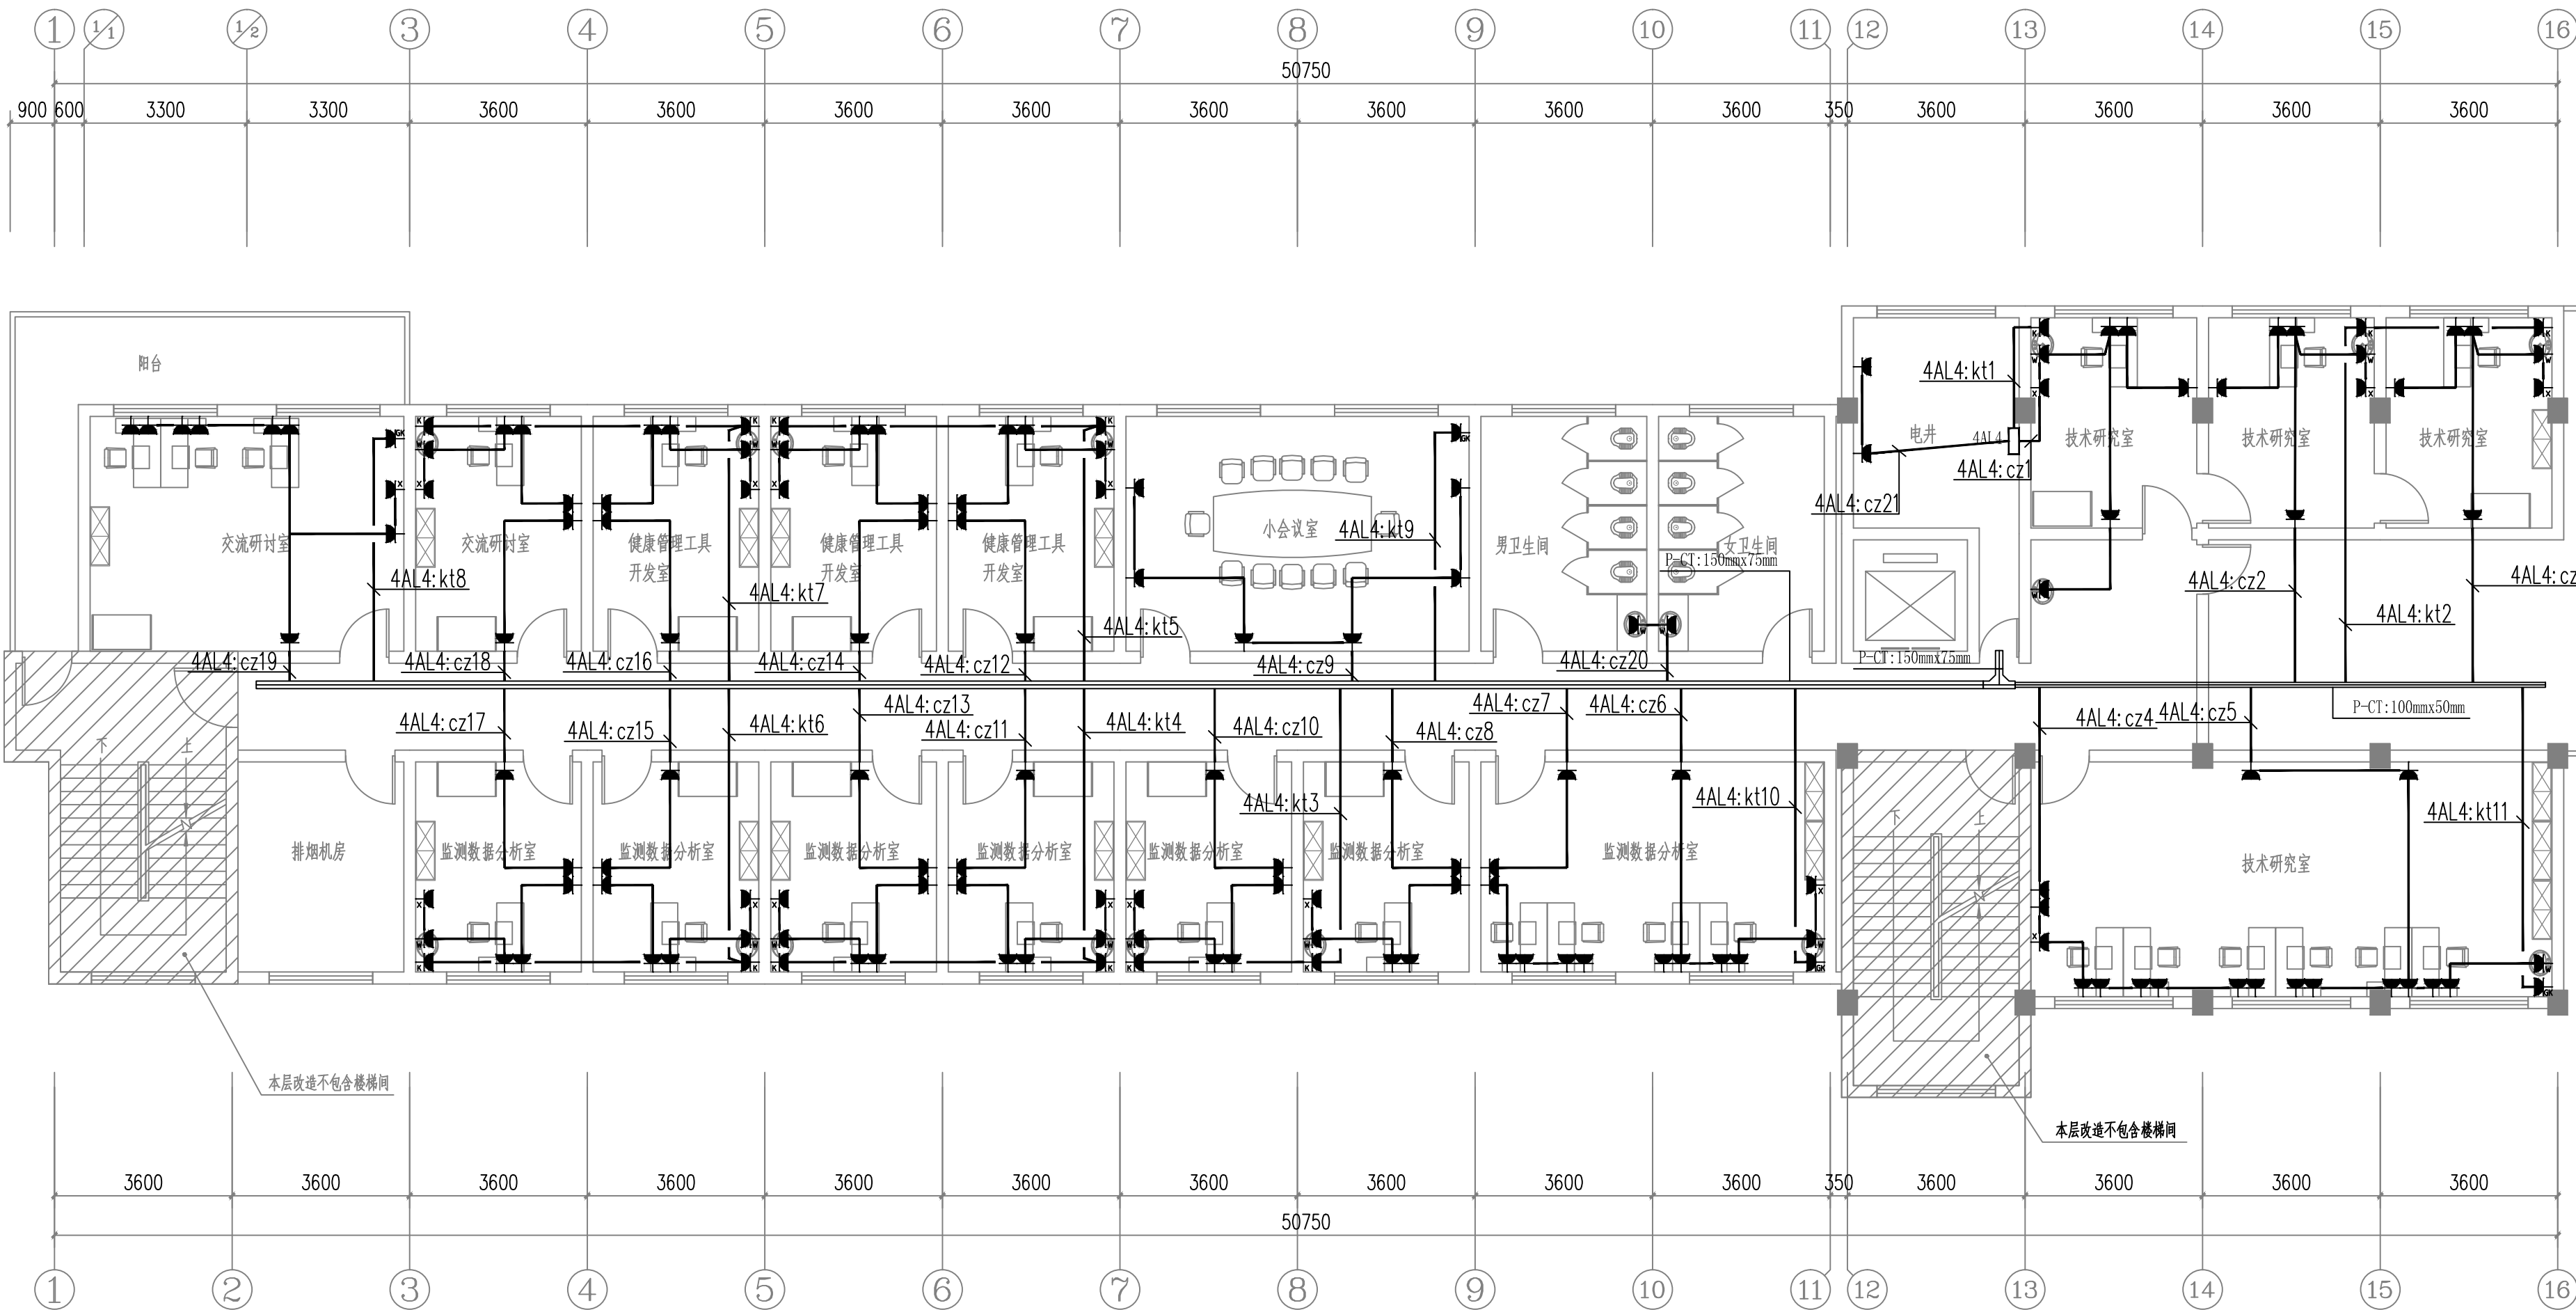 1 1/1 1/2 3 4 5 6 7 8 9 10 11 12 13 14 15 16
50750
900 600 3300 3300 3600 3600 3600 3600 3600 3600 3600 3600 350 3600 3600 3600 3600
阳台
4AL4:kt1
电井
4AL4
技术研究室
技术研究室
技术研究室
4AL4:cz1
4AL4:cz21
交流研讨室
交流研讨室
健康管理工具
开发室
健康管理工具
开发室
健康管理工具
开发室
小会议室
4AL4:kt9
男卫生间
女卫生间
P-CT:150mmx75mm
4AL4:kt8
4AL4:kt7
4AL4:kt5
4AL4:cz2
4AL4:kt2
4AL4:cz
4AL4:cz19
4AL4:cz18
4AL4:cz16
4AL4:cz14
4AL4:cz12
4AL4:cz9
4AL4:cz20
P-CT:150mmx75mm
4AL4:cz17
4AL4:cz15
4AL4:kt6
4AL4:cz13
4AL4:cz11
4AL4:kt4
4AL4:cz10
4AL4:cz8
4AL4:cz7
4AL4:cz6
4AL4:cz4
4AL4:cz5
P-CT:100mmx50mm
下 上
4AL4:kt3
4AL4:kt10
下 上
4AL4:kt11
排烟机房
监测数据分析室
监测数据分析室
监测数据分析室
监测数据分析室
监测数据分析室
监测数据分析室
监测数据分析室
技术研究室
本层改造不包含楼梯间
本层改造不包含楼梯间
3600 3600 3600 3600 3600 3600 3600 3600 3600 3600 350 3600 3600 3600 3600
50750
1 2 3 4 5 6 7 8 9 10 11 12 13 14 15 16